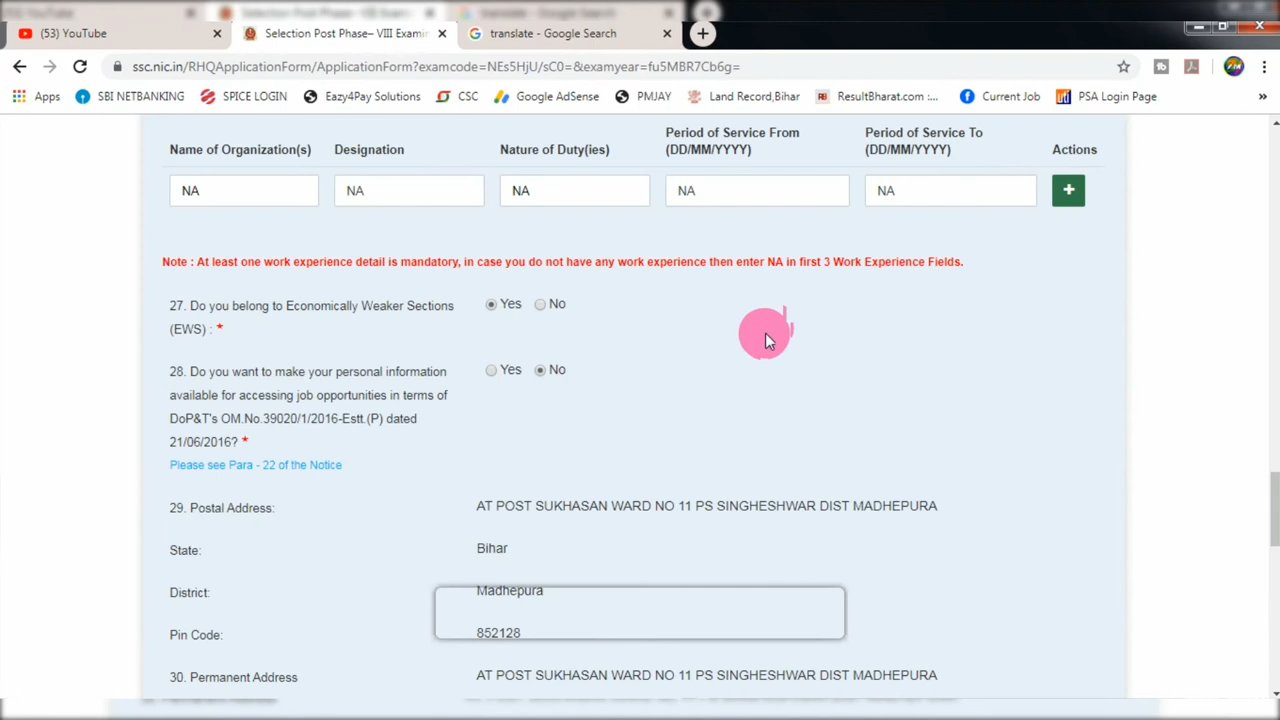 (53) YouTube
Selection Post Phase– VIII Examin
translate - Google Search
ssc.nic.in/RHQApplicationForm/ApplicationForm?examcode=NEs5HjU/sC0=&examyear=fu5MBR7Cb6g=
Apps SBI NETBANKING SPICE LOGIN Eazy4Pay Solutions CSC Google AdSense PMJAY Land Record,Bihar ResultBharat.com :... Current Job PSA Login Page »
Name of Organization(s) Designation Nature of Duty(ies) Period of Service From (DD/MM/YYYY) Period of Service To (DD/MM/YYYY) Actions
NA NA NA NA NA +
Note : At least one work experience detail is mandatory, in case you do not have any work experience then enter NA in first 3 Work Experience Fields.
27. Do you belong to Economically Weaker Sections Yes No
(EWS) : *
28. Do you want to make your personal information Yes No
available for accessing job opportunities in terms of
DoP&T's OM.No.39020/1/2016-Estt.(P) dated
21/06/2016? *
Please see Para - 22 of the Notice
29. Postal Address: AT POST SUKHASAN WARD NO 11 PS SINGHESHWAR DIST MADHEPURA
State: Bihar
District: Madhepura
Pin Code: 852128
30. Permanent Address AT POST SUKHASAN WARD NO 11 PS SINGHESHWAR DIST MADHEPURA